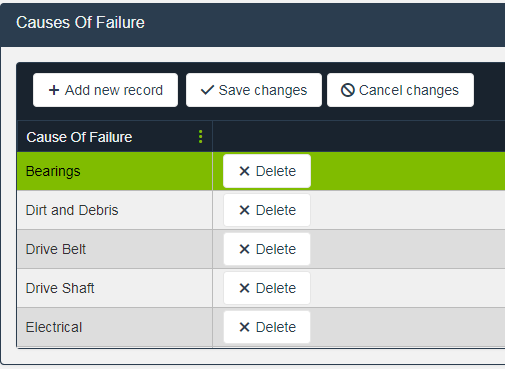 Causes Of Failure
Add new record Save changes Cancel changes
Cause Of Failure
Bearings Delete
Dirt and Debris Delete
Drive Belt Delete
Drive Shaft Delete
Electrical Delete